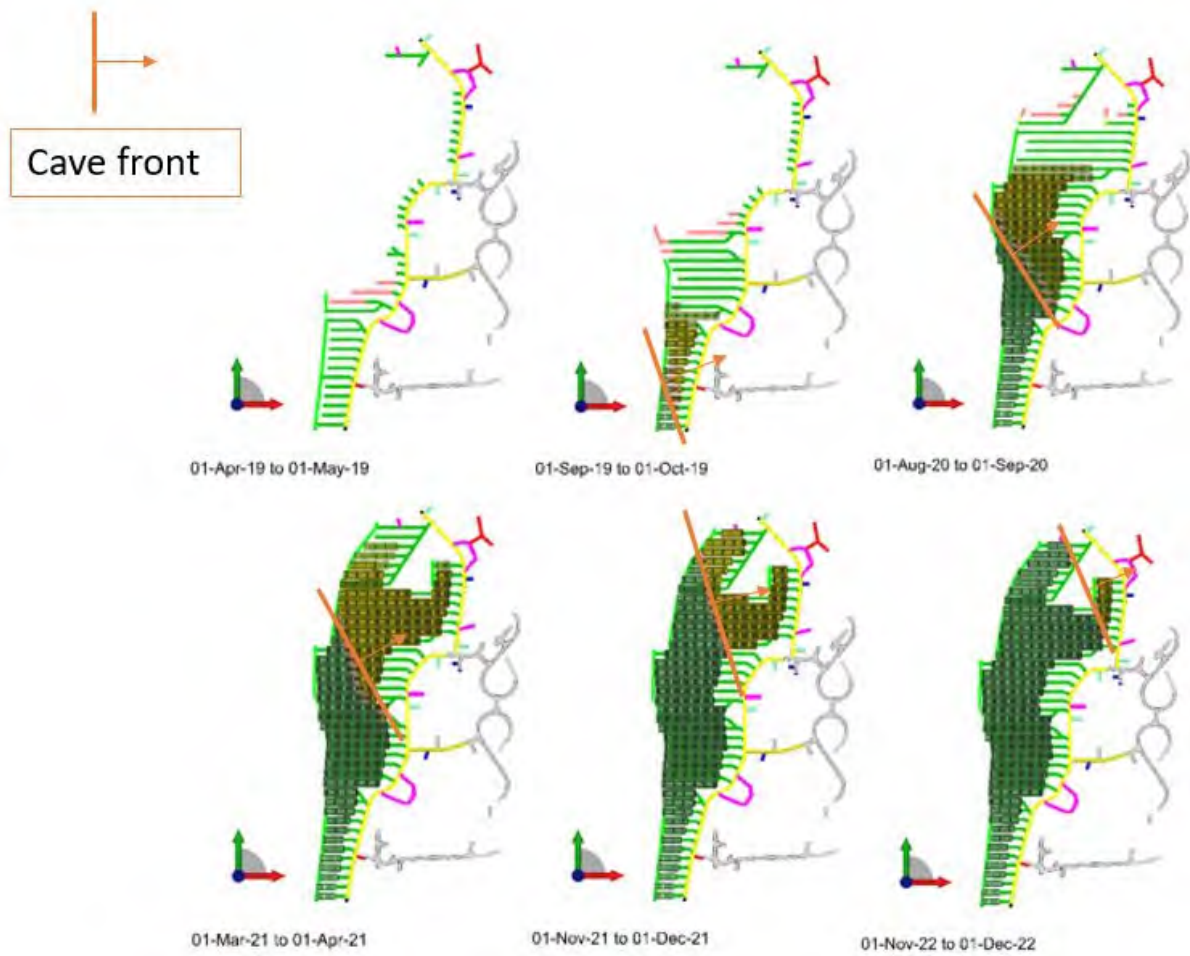 Cave front
01-Apr-19 to 01-May-19
01-Sep-19 to 01-Oct-19
01-Aug-20 to 01-Sep-20
01-Mar-21 to 01-Apr-21
01-Nov-21 to 01-Dec-21
01-Nov-22 to 01-Dec-22